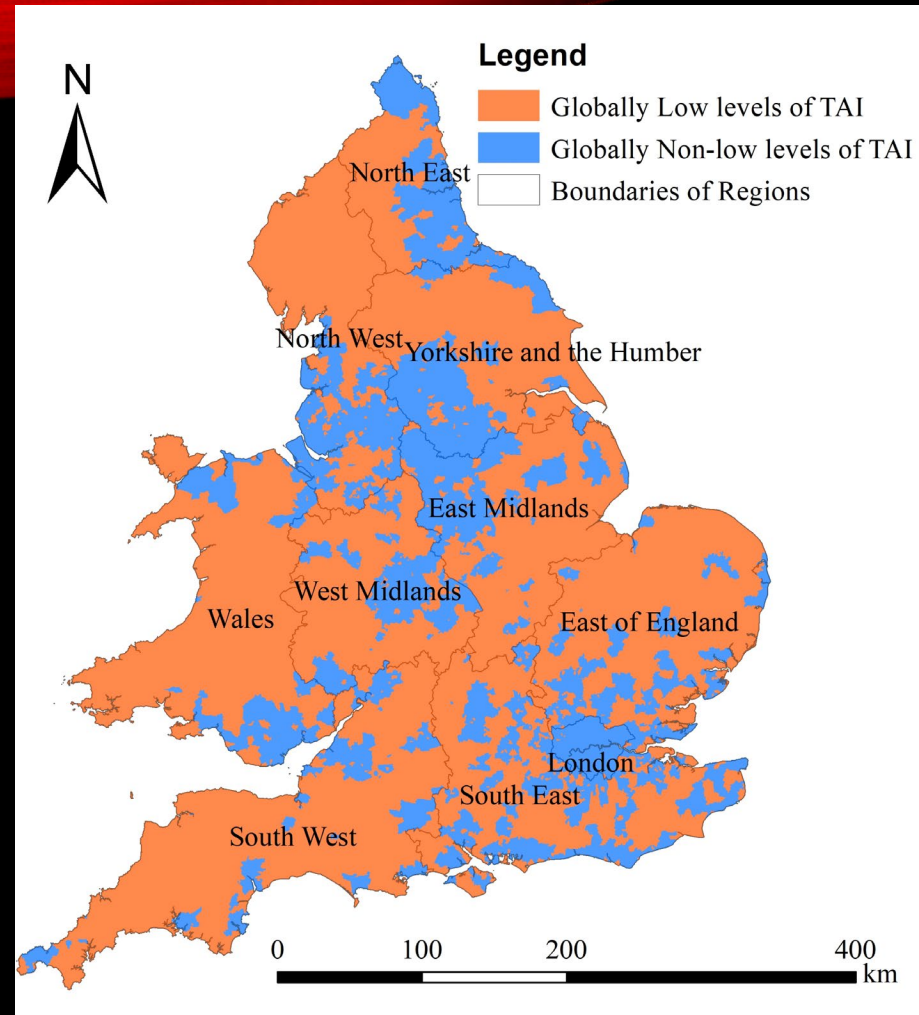 Legend
N
Globally Low levels of TAI
Globally Non-low levels of TAI
Boundaries of Regions
North East
North West
Yorkshire and the Humber
East Midlands
West Midlands
Wales
East of England
London
South East
South West
0 100 200 400
km